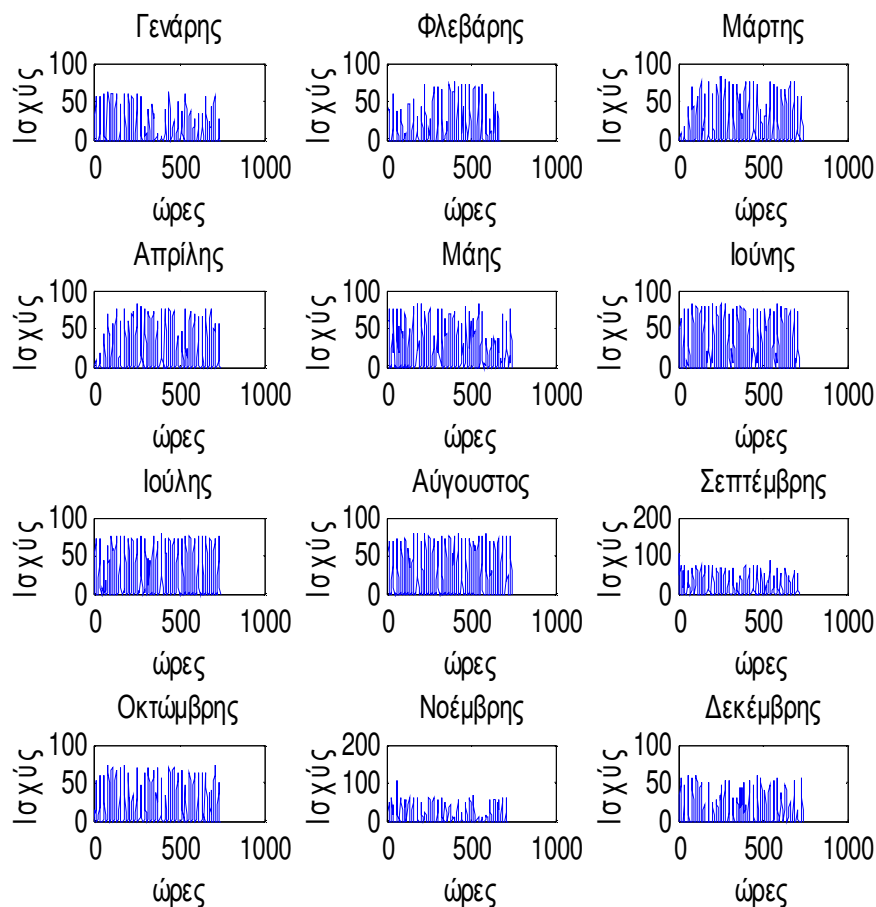 Γενάρης Φλεβάρης Μάρτης
100 100 100
Ισχύς 50 Ισχύς 50 Ισχύς 50
0 0 0
0 500 1000 0 500 1000 0 500 1000
ώρες ώρες ώρες
Απρίλης Μάης Ιούνης
100 100 100
Ισχύς 50 Ισχύς 50 Ισχύς 50
0 0 0
0 500 1000 0 500 1000 0 500 1000
ώρες ώρες ώρες
Ιούλης Αύγουστος Σεπτέμβρης
100 100 200
Ισχύς 50 Ισχύς 50 Ισχύς 100
0 0 0
0 500 1000 0 500 1000 0 500 1000
ώρες ώρες ώρες
Οκτώμβρης Νοέμβρης Δεκέμβρης
100 200 100
Ισχύς 50 Ισχύς 100 Ισχύς 50
0 0 0
0 500 1000 0 500 1000 0 500 1000
ώρες ώρες ώρες